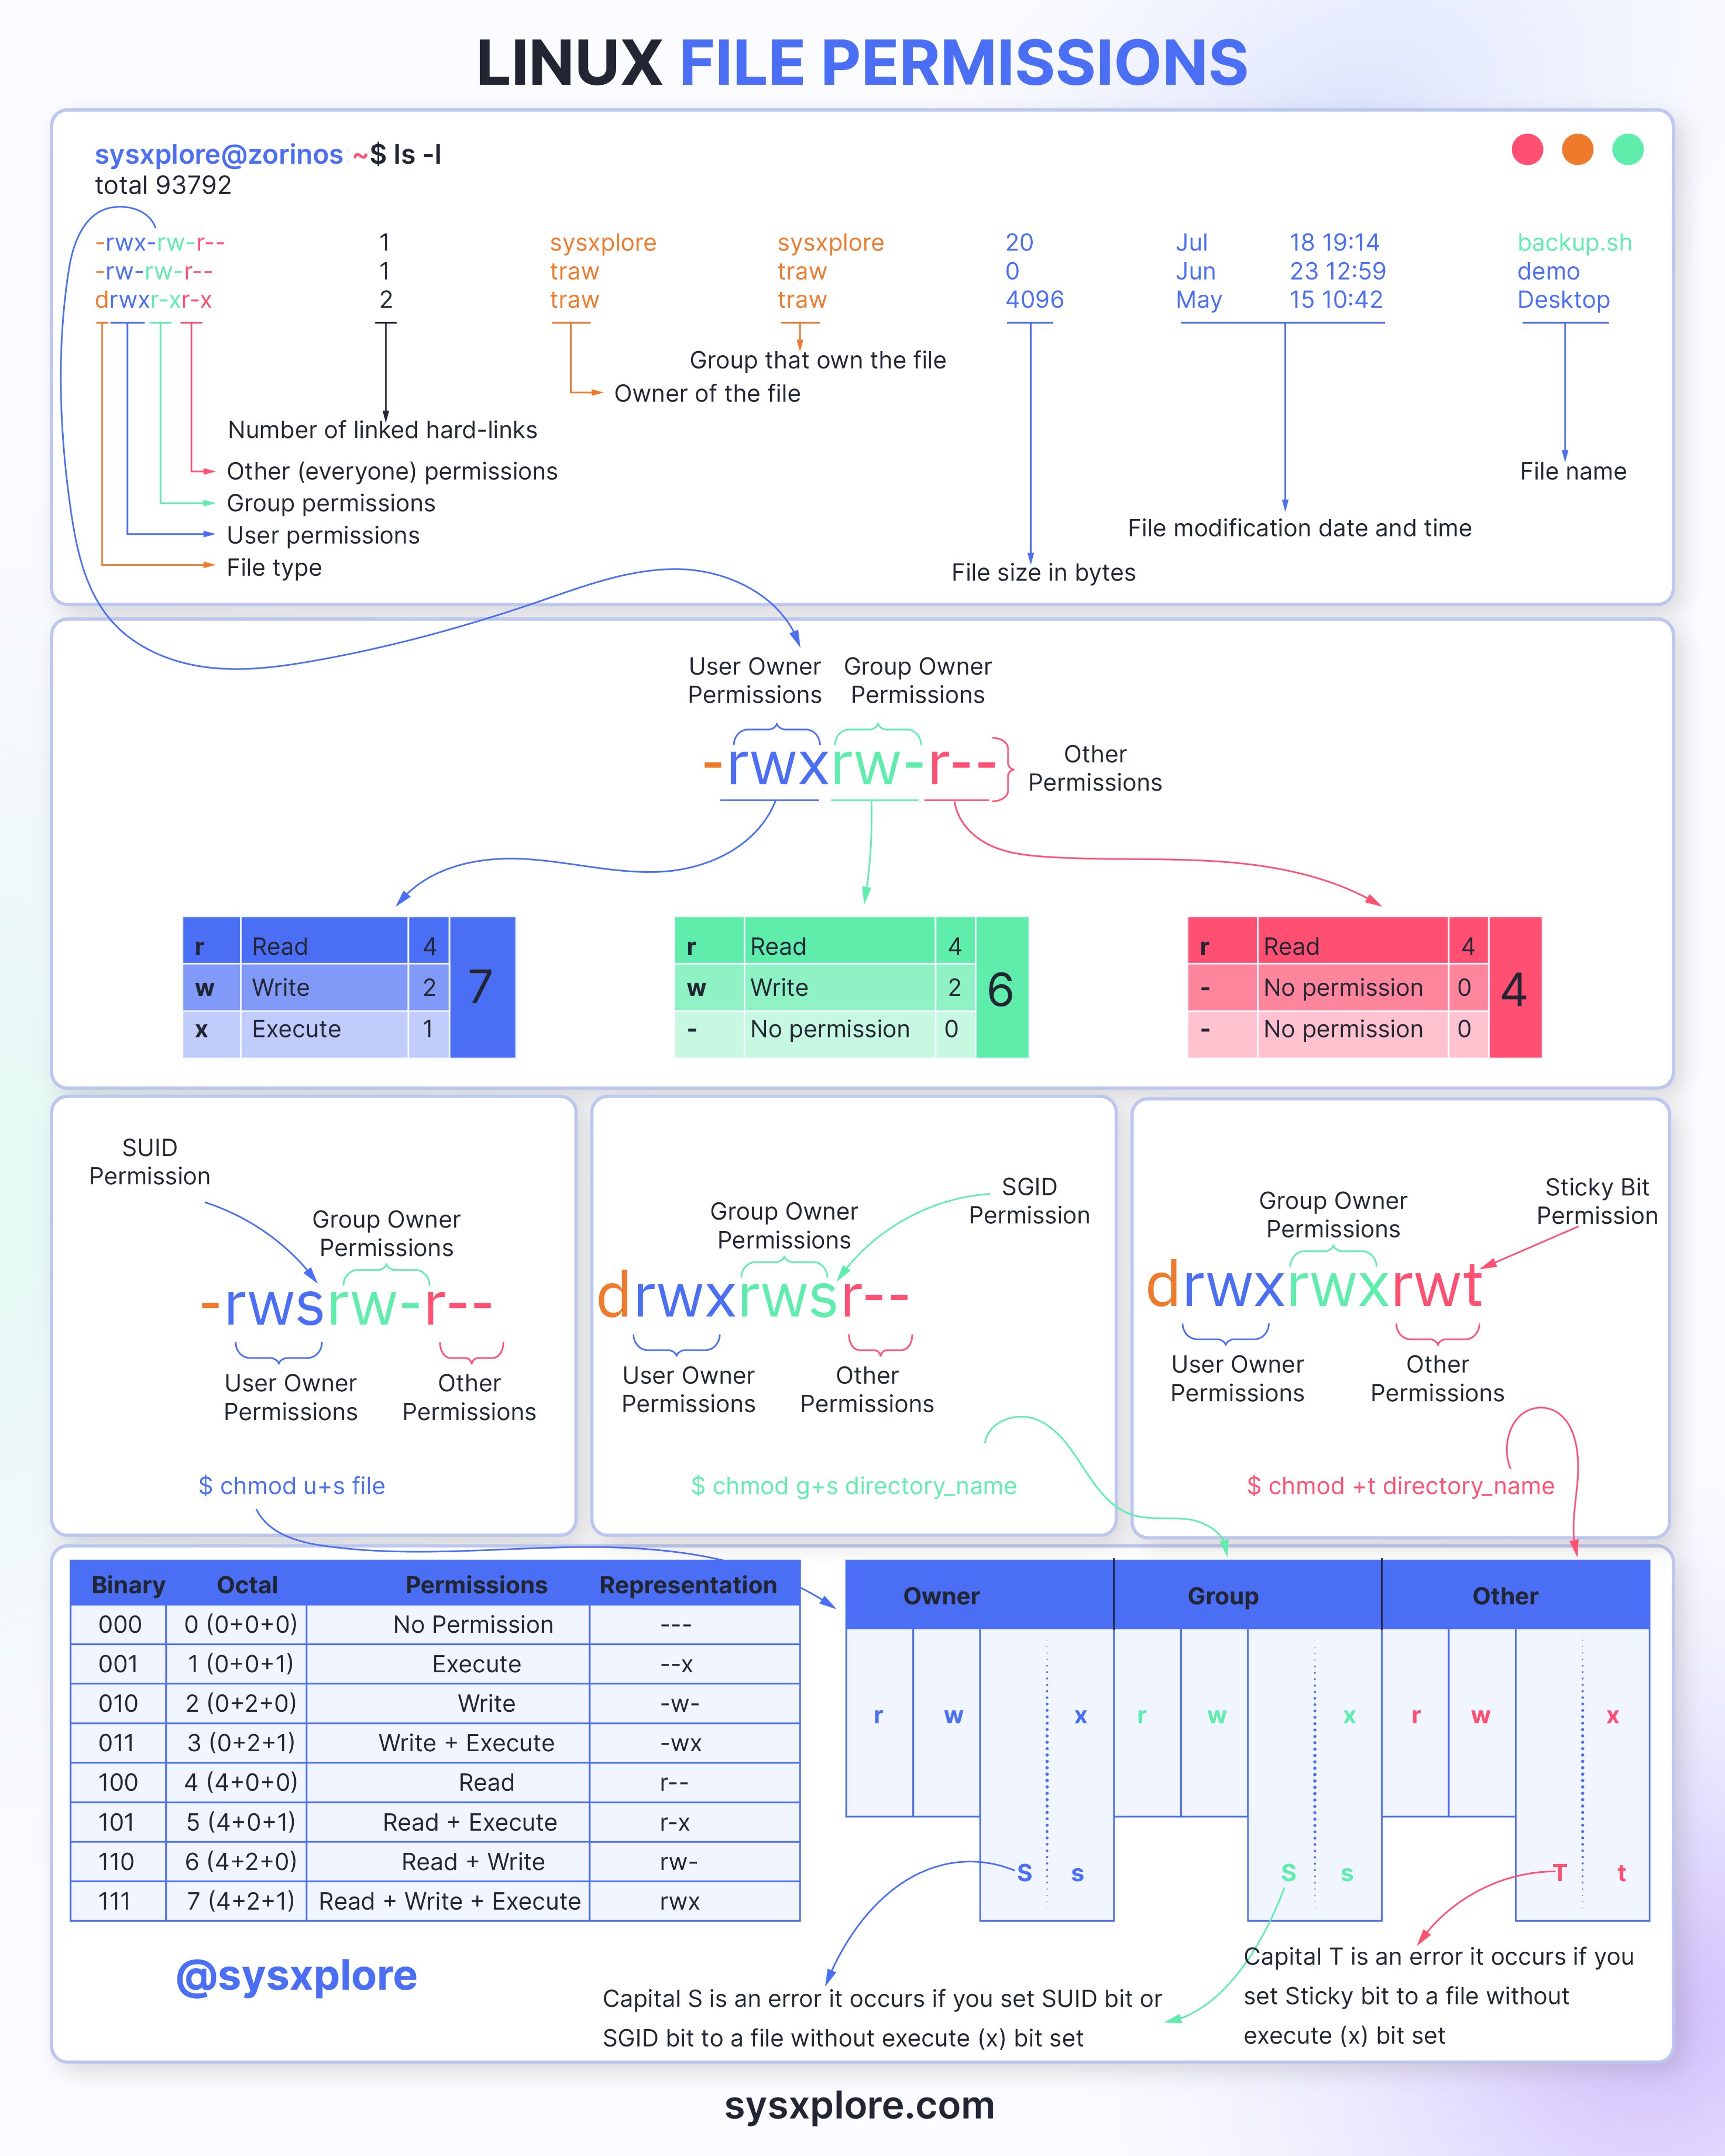 LINUX FILE PERMISSIONS
sysxplore@zorinos ~$ ls -l
total 93792
-rwx-rw-r-- 1 sysxplore sysxplore 20 Jul 18 19:14 backup.sh
-rw-rw-r-- 1 traw traw 0 Jun 23 12:59 demo
drwxr-xr-x 2 traw traw 4096 May 15 10:42 Desktop
Group that own the file
Owner of the file
Number of linked hard-links
Other (everyone) permissions
File name
Group permissions
User permissions
File modification date and time
File type
File size in bytes
User Owner
Permissions
Group Owner
Permissions
-rwxrw-r--
Other
Permissions
r Read 4
w Write 2
x Execute 1
7
r Read 4
w Write 2
- No permission 0
6
r Read 4
- No permission 0
- No permission 0
4
SUID
Permission
Group Owner
Permissions
-rwsrw-r--
User Owner
Permissions
Other
Permissions
$ chmod u+s file
SGID
Permission
Group Owner
Permissions
drwxrwsr--
User Owner
Permissions
Other
Permissions
$ chmod g+s directory_name
Sticky Bit
Permission
Group Owner
Permissions
drwxrwxrwt
User Owner
Permissions
Other
Permissions
$ chmod +t directory_name
Binary Octal Permissions Representation
000 0 (0+0+0) No Permission ---
001 1 (0+0+1) Execute --x
010 2 (0+2+0) Write -w-
011 3 (0+2+1) Write + Execute -wx
100 4 (4+0+0) Read r--
101 5 (4+0+1) Read + Execute r-x
110 6 (4+2+0) Read + Write rw-
111 7 (4+2+1) Read + Write + Execute rwx
Owner Group Other
r w x r w x r w x
S s S s T t
@sysxplore
Capital S is an error it occurs if you set SUID bit or
SGID bit to a file without execute (x) bit set
Capital T is an error it occurs if you
set Sticky bit to a file without
execute (x) bit set
sysxplore.com